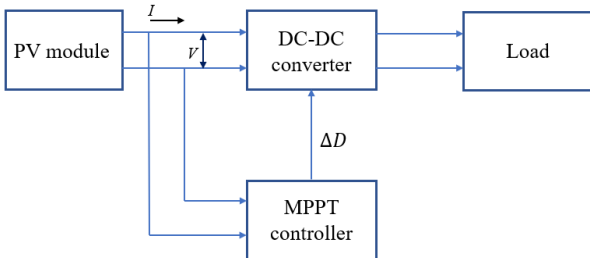 I
PV module
V
DC-DC
converter
Load
ΔD
MPPT
controller